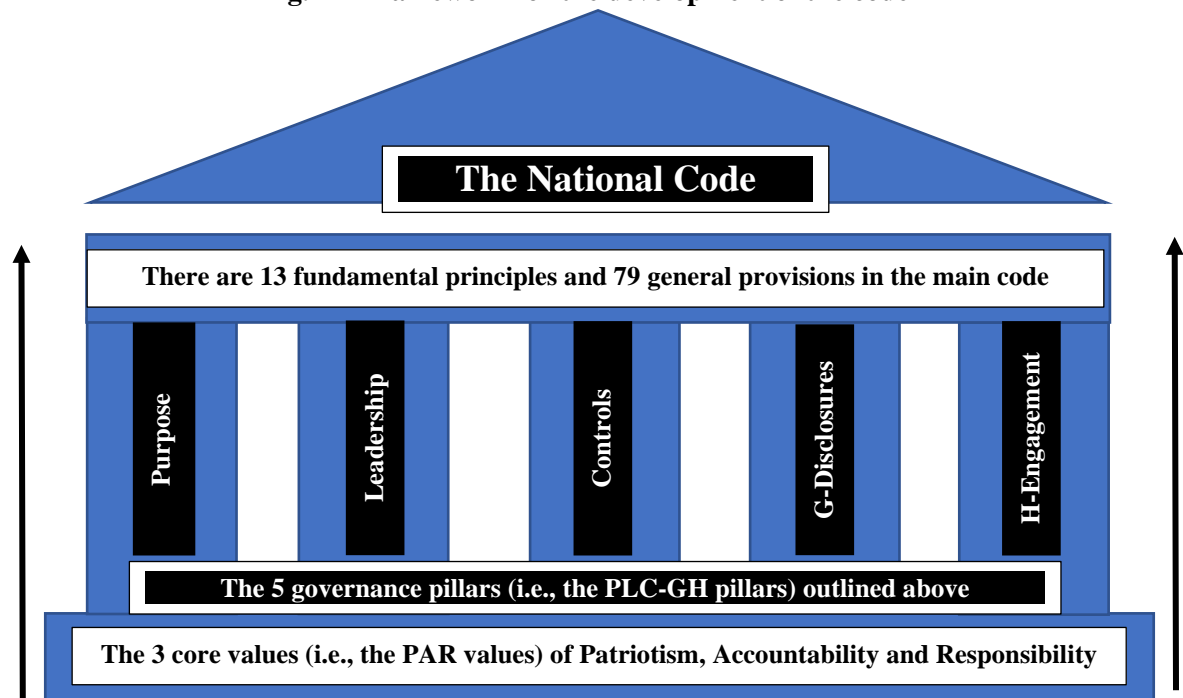 The National Code
There are 13 fundamental principles and 79 general provisions in the main code
Purpose
Leadership
Controls
G-Disclosures
H-Engagement
The 5 governance pillars (i.e., the PLC-GH pillars) outlined above
The 3 core values (i.e., the PAR values) of Patriotism, Accountability and Responsibility